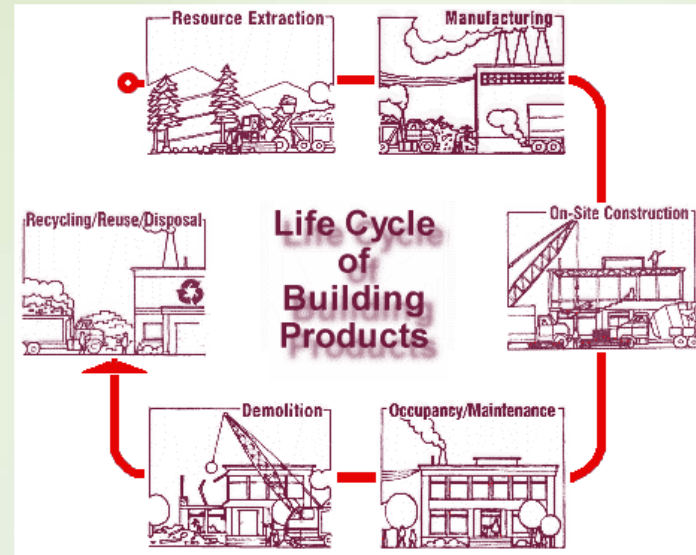 Resource Extraction
Manufacturing
On-Site Construction
Occupancy/Maintenance
Demolition
Recycling/Reuse/Disposal
Life Cycle
of
Building
Products